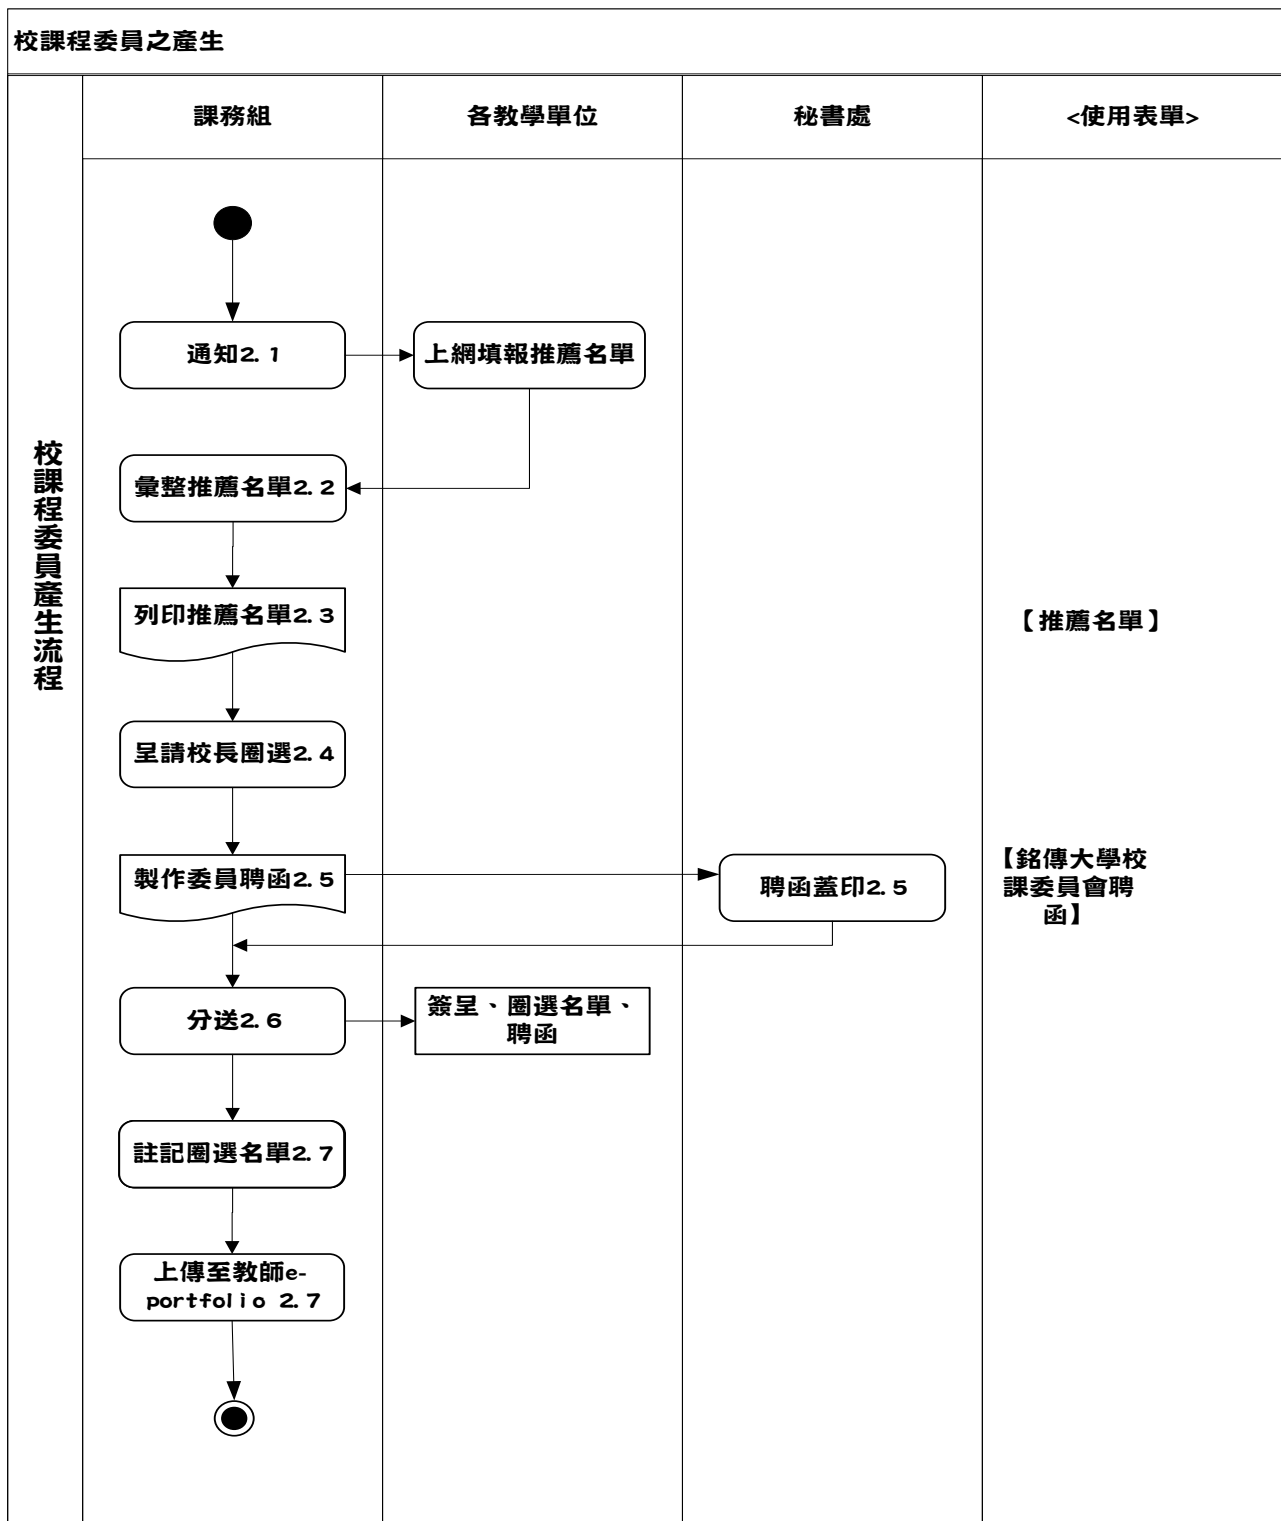 校課程委員之產生
課務組
各教學單位
秘書處
<使用表單>
校課程委員產生流程
通知2.1
上網填報推薦名單
彙整推薦名單2.2
列印推薦名單2.3
【推薦名單】
呈請校長圈選2.4
製作委員聘函2.5
聘函蓋印2.5
【銘傳大學校
課委員會聘
函】
分送2.6
簽呈、圈選名單、
聘函
註記圈選名單2.7
上傳至教師e-
portfolio 2.7